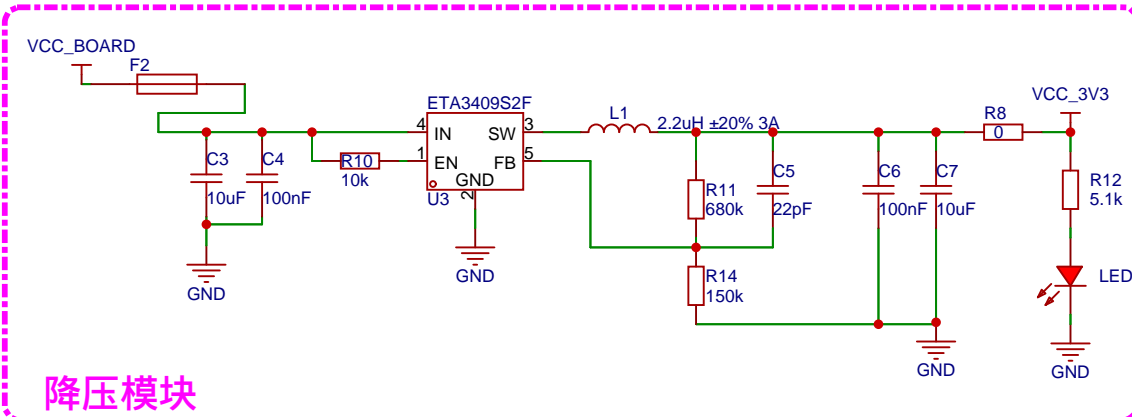 VCC_BOARD
F2
ETA3409S2F
L1
2.2uH ±20% 3A
R8
0
VCC_3V3
4
IN
SW
3
1
EN
FB
5
GND
2
U3
C3
10uF
C4
100nF
R10
10k
R11
680k
C5
22pF
C6
100nF
C7
10uF
R12
5.1k
R14
150k
LED
GND
GND
GND
GND
降压模块